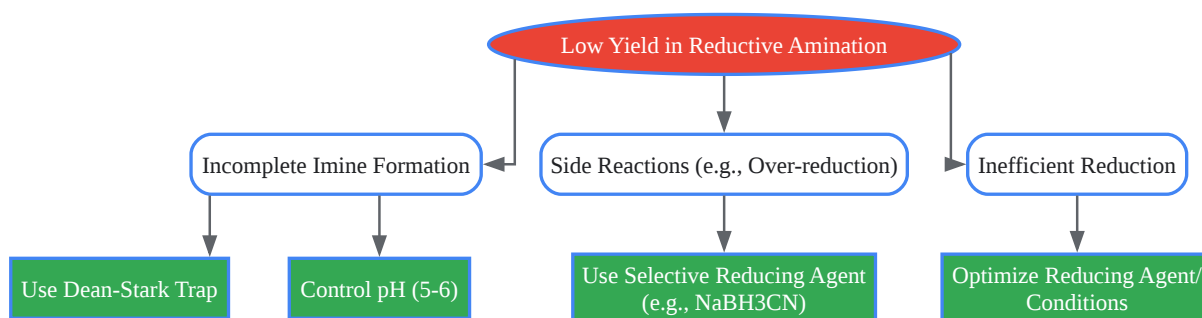 Low Yield in Reductive Amination
Incomplete Imine Formation
Side Reactions (e.g., Over-reduction)
Inefficient Reduction
Use Dean-Stark Trap
Control pH (5-6)
Use Selective Reducing Agent
(e.g., NaBH3CN)
Optimize Reducing Agent/
Conditions